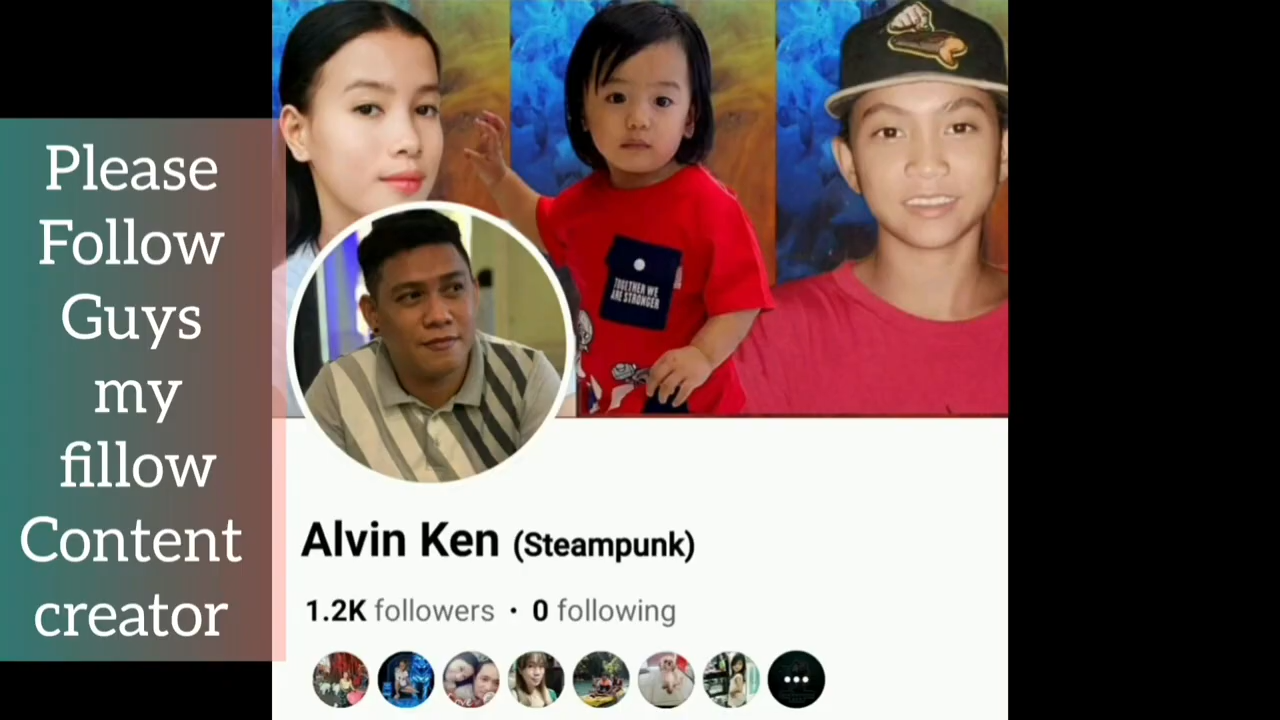 Please
Follow
Guys
my
fillow
Content
creator
TOGETHER WE
ARE STRONGER
Alvin Ken (Steampunk)
1.2K followers · 0 following